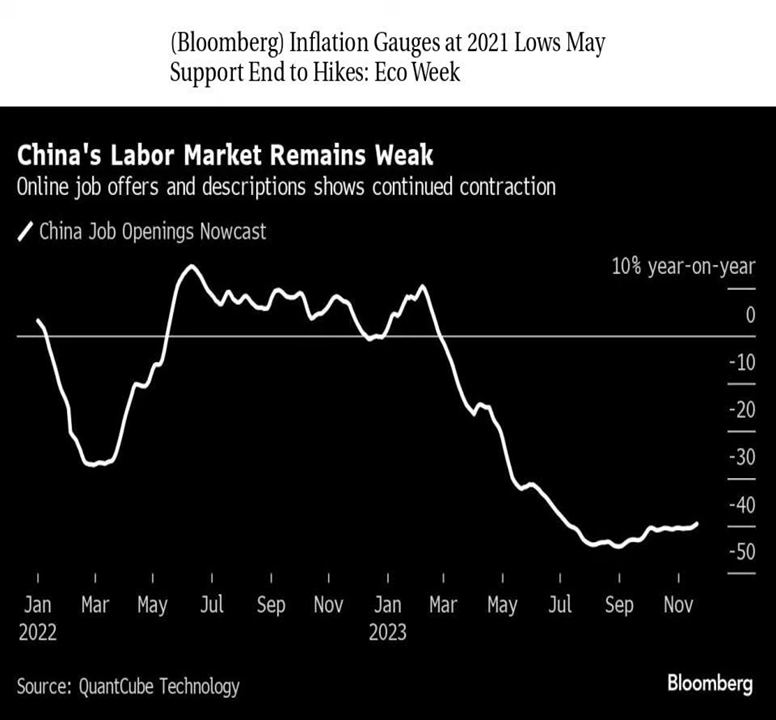 (Bloomberg) Inflation Gauges at 2021 Lows May
Support End to Hikes: Eco Week
China's Labor Market Remains Weak
Online job offers and descriptions shows continued contraction
China Job Openings Nowcast
10% year-on-year
0
-10
-20
-30
-40
-50
Jan Mar May Jul Sep Nov Jan Mar May Jul Sep Nov
2022 2023
Source: QuantCube Technology
Bloomberg